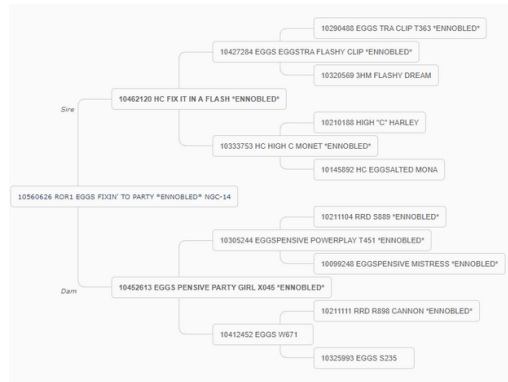 10290488 EGGS TRA CLIP T363 *ENNOBLED*
10427284 EGGS EGGSTRA FLASHY CLIP *ENNOBLED*
10320569 3HM FLASHY DREAM
10462120 HC FIX IT IN A FLASH *ENNOBLED*
Sire
10210188 HIGH "C" HARLEY
10333753 HC HIGH C MONET *ENNOBLED*
10145892 HC EGGSALTED MONA
10560626 ROR1 EGGS FIXIN' TO PARTY *ENNOBLED* NGC-14
10211104 RRD S889 *ENNOBLED*
10305244 EGGSPENSIVE POWERPLAY T451 *ENNOBLED*
10099248 EGGSPENSIVE MISTRESS *ENNOBLED*
Dam
10452613 EGGS PENSIVE PARTY GIRL X045 *ENNOBLED*
10211111 RRD R898 CANNON *ENNOBLED*
10412452 EGGS W671
10325993 EGGS S235